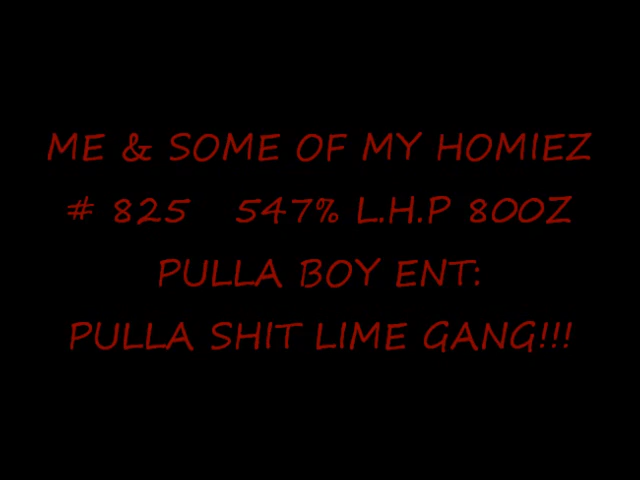 ME & SOME OF MY HOMIEZ
# 825 547% L.H.P 800Z
PULLA BOY ENT:
PULLA SHIT LIME GANG!!!